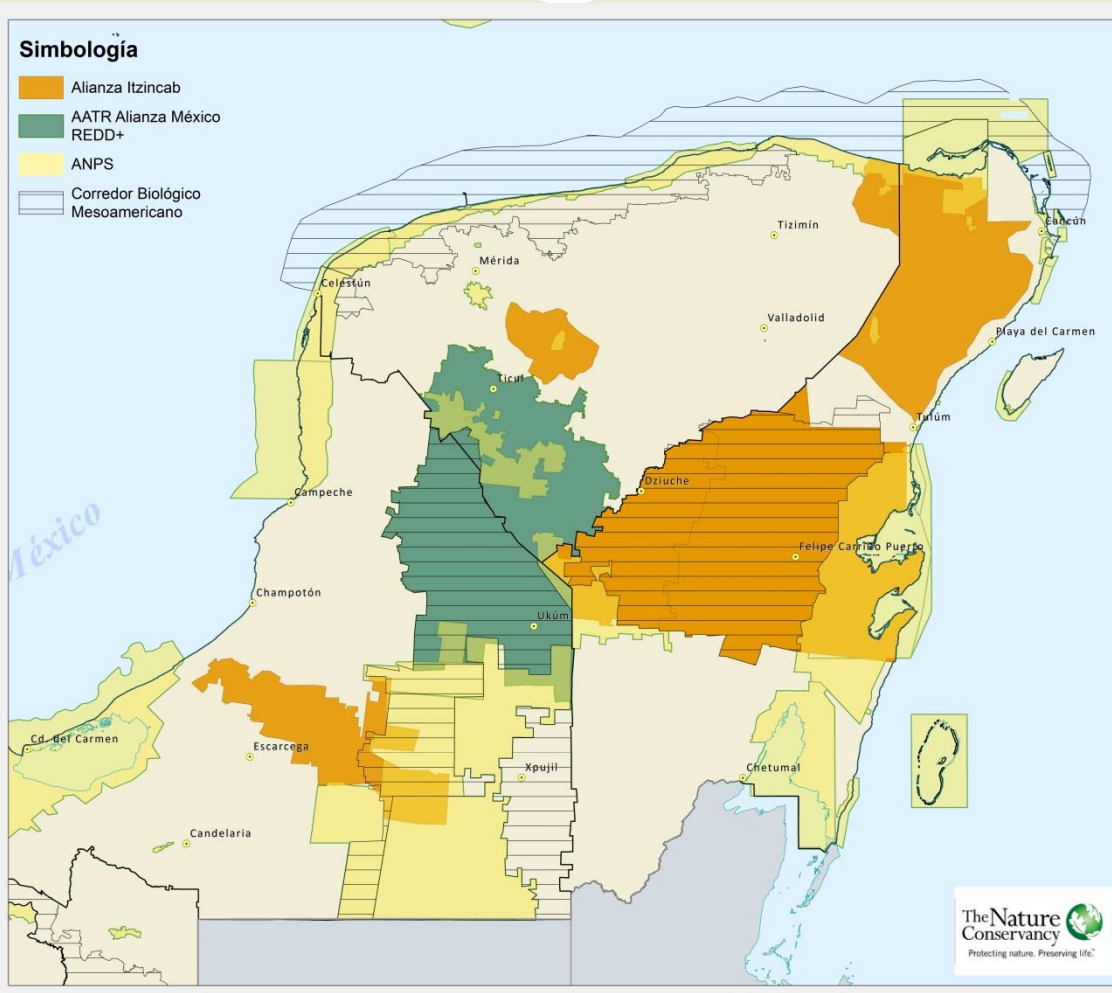 Simbología
Alianza Itzincab
AATR Alianza México
REDD+
ANPS
Corredor Biológico
Mesoamericano
Tizimín
Cancún
Mérida
Celestún
Valladolid
Playa del Carmen
Ticul
Tulúm
Dziuche
Campeche
México
Felipe Carrillo Puerto
Champotón
Ukúm
Cd. del Carmen
Escarcega
Xpujil
Chetumal
Candelaria
The Nature
Conservancy
Protecting nature. Preserving life.™